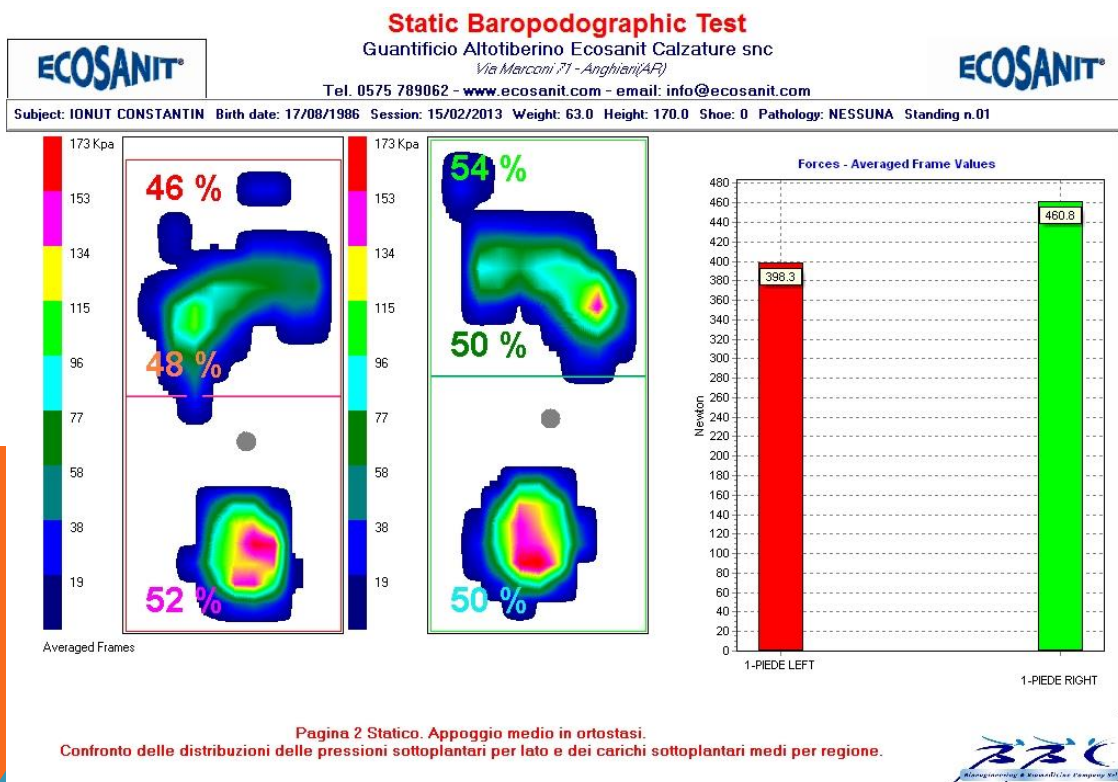 Static Baropodographic Test
ECOSANIT®
Guantificio Altotiberino Ecosanit Calzature snc
Via Marconi 71 - Anghiari(AR)
Tel. 0575 789062 - www.ecosanit.com - email: info@ecosanit.com
ECOSANIT®
Subject: IONUT CONSTANTIN Birth date: 17/08/1986 Session: 15/02/2013 Weight: 63.0 Height: 170.0 Shoe: 0 Pathology: NESSUNA Standing n.01
173 Kpa
153
134
115
96
77
58
38
19
46 %
48 %
52 %
Averaged Frames
173 Kpa
153
134
115
96
77
58
38
19
54 %
50 %
50 %
Forces - Averaged Frame Values
Newton
480
460
440
420
400
380
360
340
320
300
280
260
240
220
200
180
160
140
120
100
80
60
40
20
0
398.3
460.8
1-PIEDE LEFT
1-PIEDE RIGHT
Pagina 2 Statico. Appoggio medio in ortostasi.
Confronto delle distribuzioni delle pressioni sottoplantari per lato e dei carichi sottoplantari medi per regione.
Bioengineering & Biomedicine Company